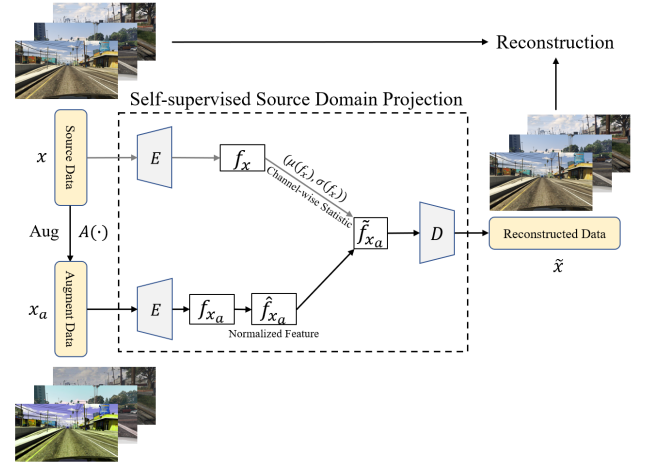 Reconstruction
Self-supervised Source Domain Projection
Source Data
x
E
f_x
(μ(f_x), σ(f_x))
Channel-wise Statistic
Aug
A(·)
f̃_{x_a}
D
Reconstructed Data
x̃
Augment Data
x_a
E
f_{x_a}
f̂_{x_a}
Normalized Feature